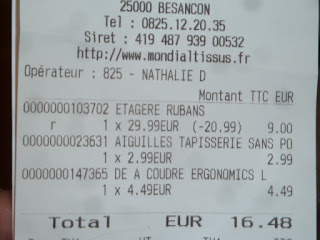 25000 BESANCON
Tel : 0825.12.20.35
Siret : 419 487 939 00532
http://www.mondialtissus.fr
Opérateur : 825 - NATHALIE D
Montant TTC EUR
0000000103702 ETAGERE RUBANS
r 1 x 29.99EUR (-20.99) 9.00
0000000023631 AIGUILLES TAPISSERIE SANS PO
1 x 2.99EUR 2.99
0000000147365 DE A COUDRE ERGONOMICS L
1 x 4.49EUR 4.49
Total EUR 16.48